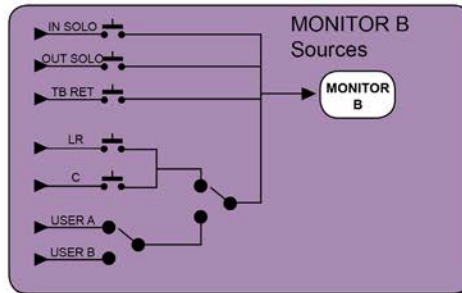 MONITOR B
Sources
IN SOLO
OUT SOLO
TB RET
MONITOR
B
LR
C
USER A
USER B